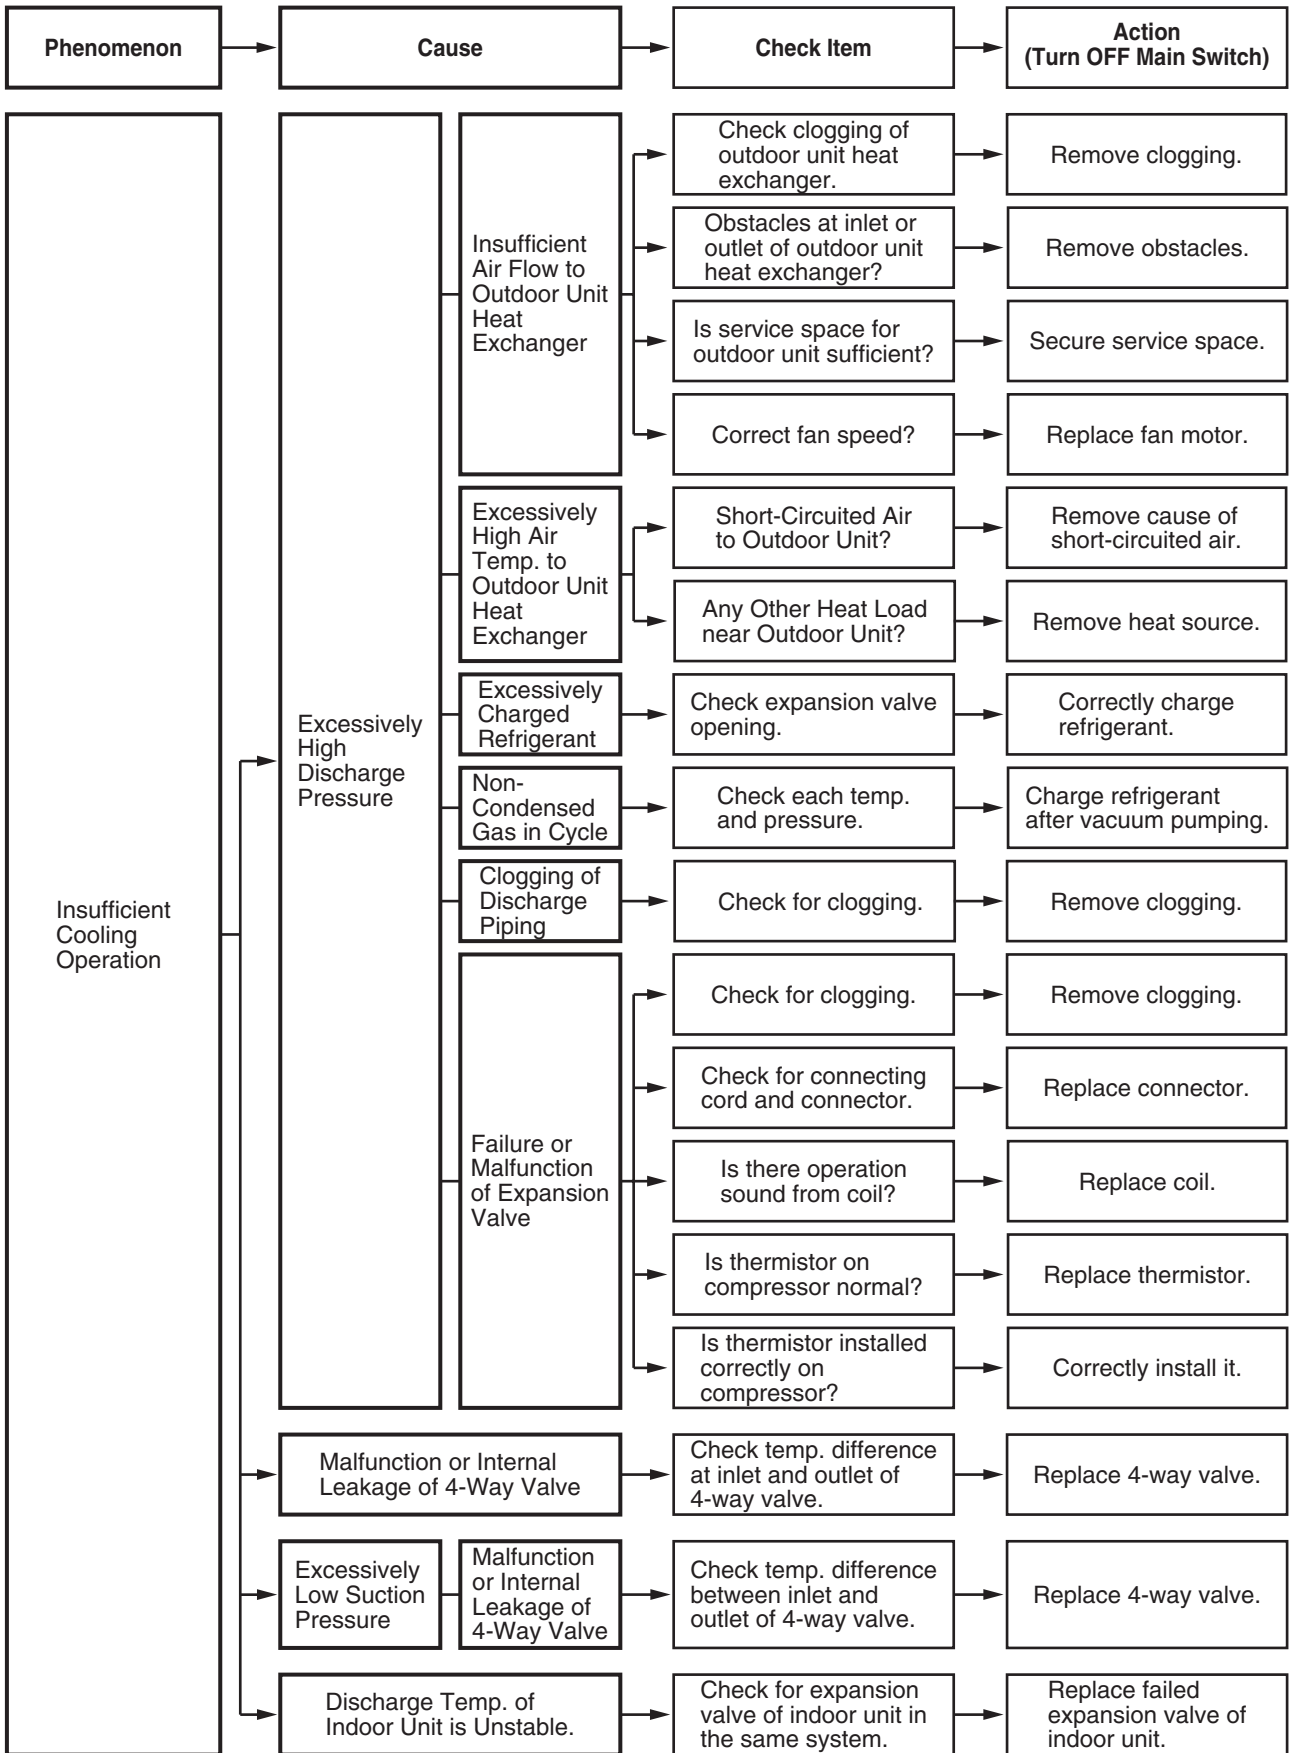 Phenomenon
Cause
Check Item
Action
(Turn OFF Main Switch)
Insufficient
Cooling
Operation
Excessively
High
Discharge
Pressure
Insufficient
Air Flow to
Outdoor Unit
Heat
Exchanger
Check clogging of
outdoor unit heat
exchanger.
Remove clogging.
Obstacles at inlet or
outlet of outdoor unit
heat exchanger?
Remove obstacles.
Is service space for
outdoor unit sufficient?
Secure service space.
Correct fan speed?
Replace fan motor.
Excessively
High Air
Temp. to
Outdoor Unit
Heat
Exchanger
Short-Circuited Air
to Outdoor Unit?
Remove cause of
short-circuited air.
Any Other Heat Load
near Outdoor Unit?
Remove heat source.
Excessively
Charged
Refrigerant
Check expansion valve
opening.
Correctly charge
refrigerant.
Non-
Condensed
Gas in Cycle
Check each temp.
and pressure.
Charge refrigerant
after vacuum pumping.
Clogging of
Discharge
Piping
Check for clogging.
Remove clogging.
Failure or
Malfunction
of Expansion
Valve
Check for clogging.
Remove clogging.
Check for connecting
cord and connector.
Replace connector.
Is there operation
sound from coil?
Replace coil.
Is thermistor on
compressor normal?
Replace thermistor.
Is thermistor installed
correctly on
compressor?
Correctly install it.
Malfunction or Internal
Leakage of 4-Way Valve
Check temp. difference
at inlet and outlet of
4-way valve.
Replace 4-way valve.
Excessively
Low Suction
Pressure
Malfunction
or Internal
Leakage of
4-Way Valve
Check temp. difference
between inlet and
outlet of 4-way valve.
Replace 4-way valve.
Discharge Temp. of
Indoor Unit is Unstable.
Check for expansion
valve of indoor unit in
the same system.
Replace failed
expansion valve of
indoor unit.